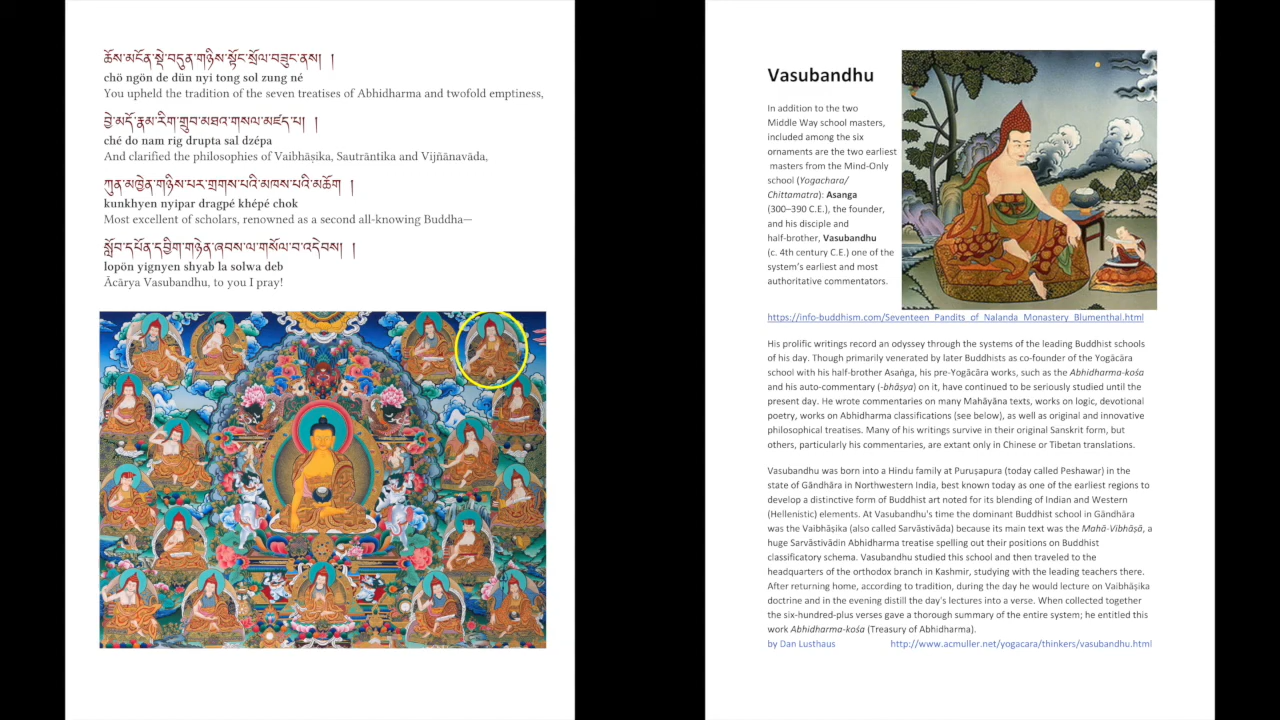 ཆོས་མངོན་སྡེ་བདུན་གཉིས་སྟོང་སྲོལ་བཟུང་ནས། །
chö ngön de dün nyi tong sol zung né
You upheld the tradition of the seven treatises of Abhidharma and twofold emptiness,
བྱེ་མདོ་རྣམ་རིག་གྲུབ་མཐའ་གསལ་མཛད་པ། །
ché do nam rig drupta sal dzépa
And clarified the philosophies of Vaibhāṣika, Sautrāntika and Vijñānavāda,
ཀུན་མཁྱེན་གཉིས་པར་གྲགས་པའི་མཁས་པའི་མཆོག །
kunkhyen nyipar dragpé khépé chok
Most excellent of scholars, renowned as a second all-knowing Buddha—
སློབ་དཔོན་དབྱིག་གཉེན་ཞབས་ལ་གསོལ་བ་འདེབས། །
lopön yignyen shyab la solwa deb
Ācārya Vasubandhu, to you I pray!
Vasubandhu
In addition to the two
Middle Way school masters,
included among the six
ornaments are the two earliest
masters from the Mind-Only
school (Yogachara/
Chittamatra): Asanga
(300–390 C.E.), the founder,
and his disciple and
half-brother, Vasubandhu
(c. 4th century C.E.) one of the
system's earliest and most
authoritative commentators.
https://info-buddhism.com/Seventeen_Pandits_of_Nalanda_Monastery_Blumenthal.html
His prolific writings record an odyssey through the systems of the leading Buddhist schools
of his day. Though primarily venerated by later Buddhists as co-founder of the Yogācāra
school with his half-brother Asaṅga, his pre-Yogācāra works, such as the Abhidharma-kośa
and his auto-commentary (-bhāṣya) on it, have continued to be seriously studied until the
present day. He wrote commentaries on many Mahāyāna texts, works on logic, devotional
poetry, works on Abhidharma classifications (see below), as well as original and innovative
philosophical treatises. Many of his writings survive in their original Sanskrit form, but
others, particularly his commentaries, are extant only in Chinese or Tibetan translations.
Vasubandhu was born into a Hindu family at Puruṣapura (today called Peshawar) in the
state of Gāndhāra in Northwestern India, best known today as one of the earliest regions to
develop a distinctive form of Buddhist art noted for its blending of Indian and Western
(Hellenistic) elements. At Vasubandhu's time the dominant Buddhist school in Gāndhāra
was the Vaibhāṣika (also called Sarvāstivāda) because its main text was the Mahā-Vibhāṣā, a
huge Sarvāstivādin Abhidharma treatise spelling out their positions on Buddhist
classificatory schema. Vasubandhu studied this school and then traveled to the
headquarters of the orthodox branch in Kashmir, studying with the leading teachers there.
After returning home, according to tradition, during the day he would lecture on Vaibhāṣika
doctrine and in the evening distill the day's lectures into a verse. When collected together
the six-hundred-plus verses gave a thorough summary of the entire system; he entitled this
work Abhidharma-kośa (Treasury of Abhidharma).
by Dan Lusthaus http://www.acmuller.net/yogacara/thinkers/vasubandhu.html